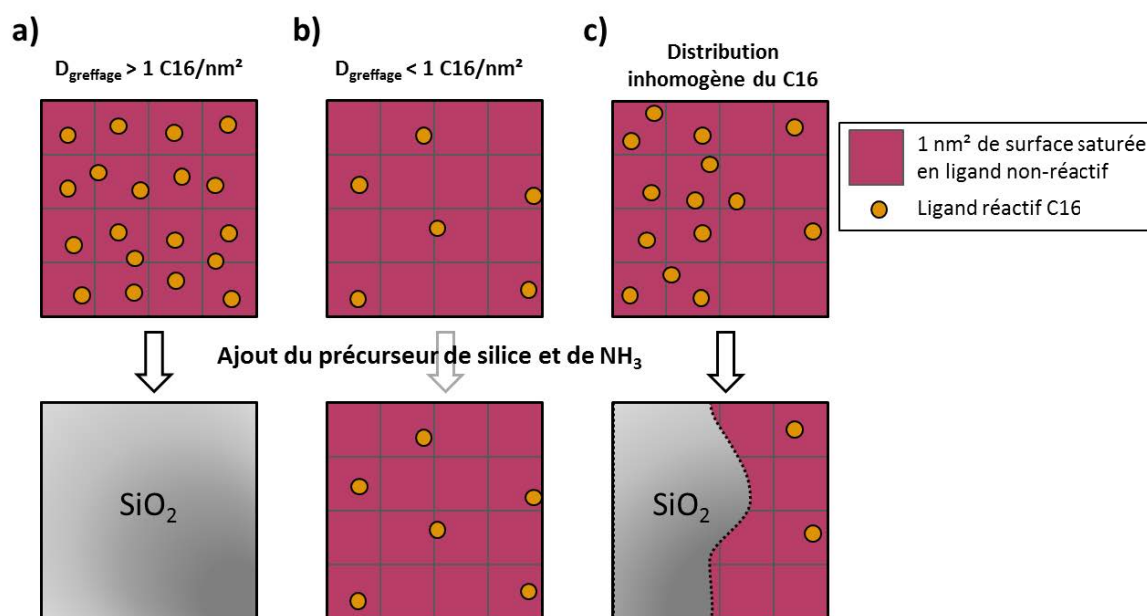 a)
D_greffage > 1 C16/nm²
b)
D_greffage < 1 C16/nm²
c)
Distribution
inhomogène du C16
1 nm² de surface saturée
en ligand non-réactif
Ligand réactif C16
Ajout du précurseur de silice et de NH₃
SiO₂
SiO₂